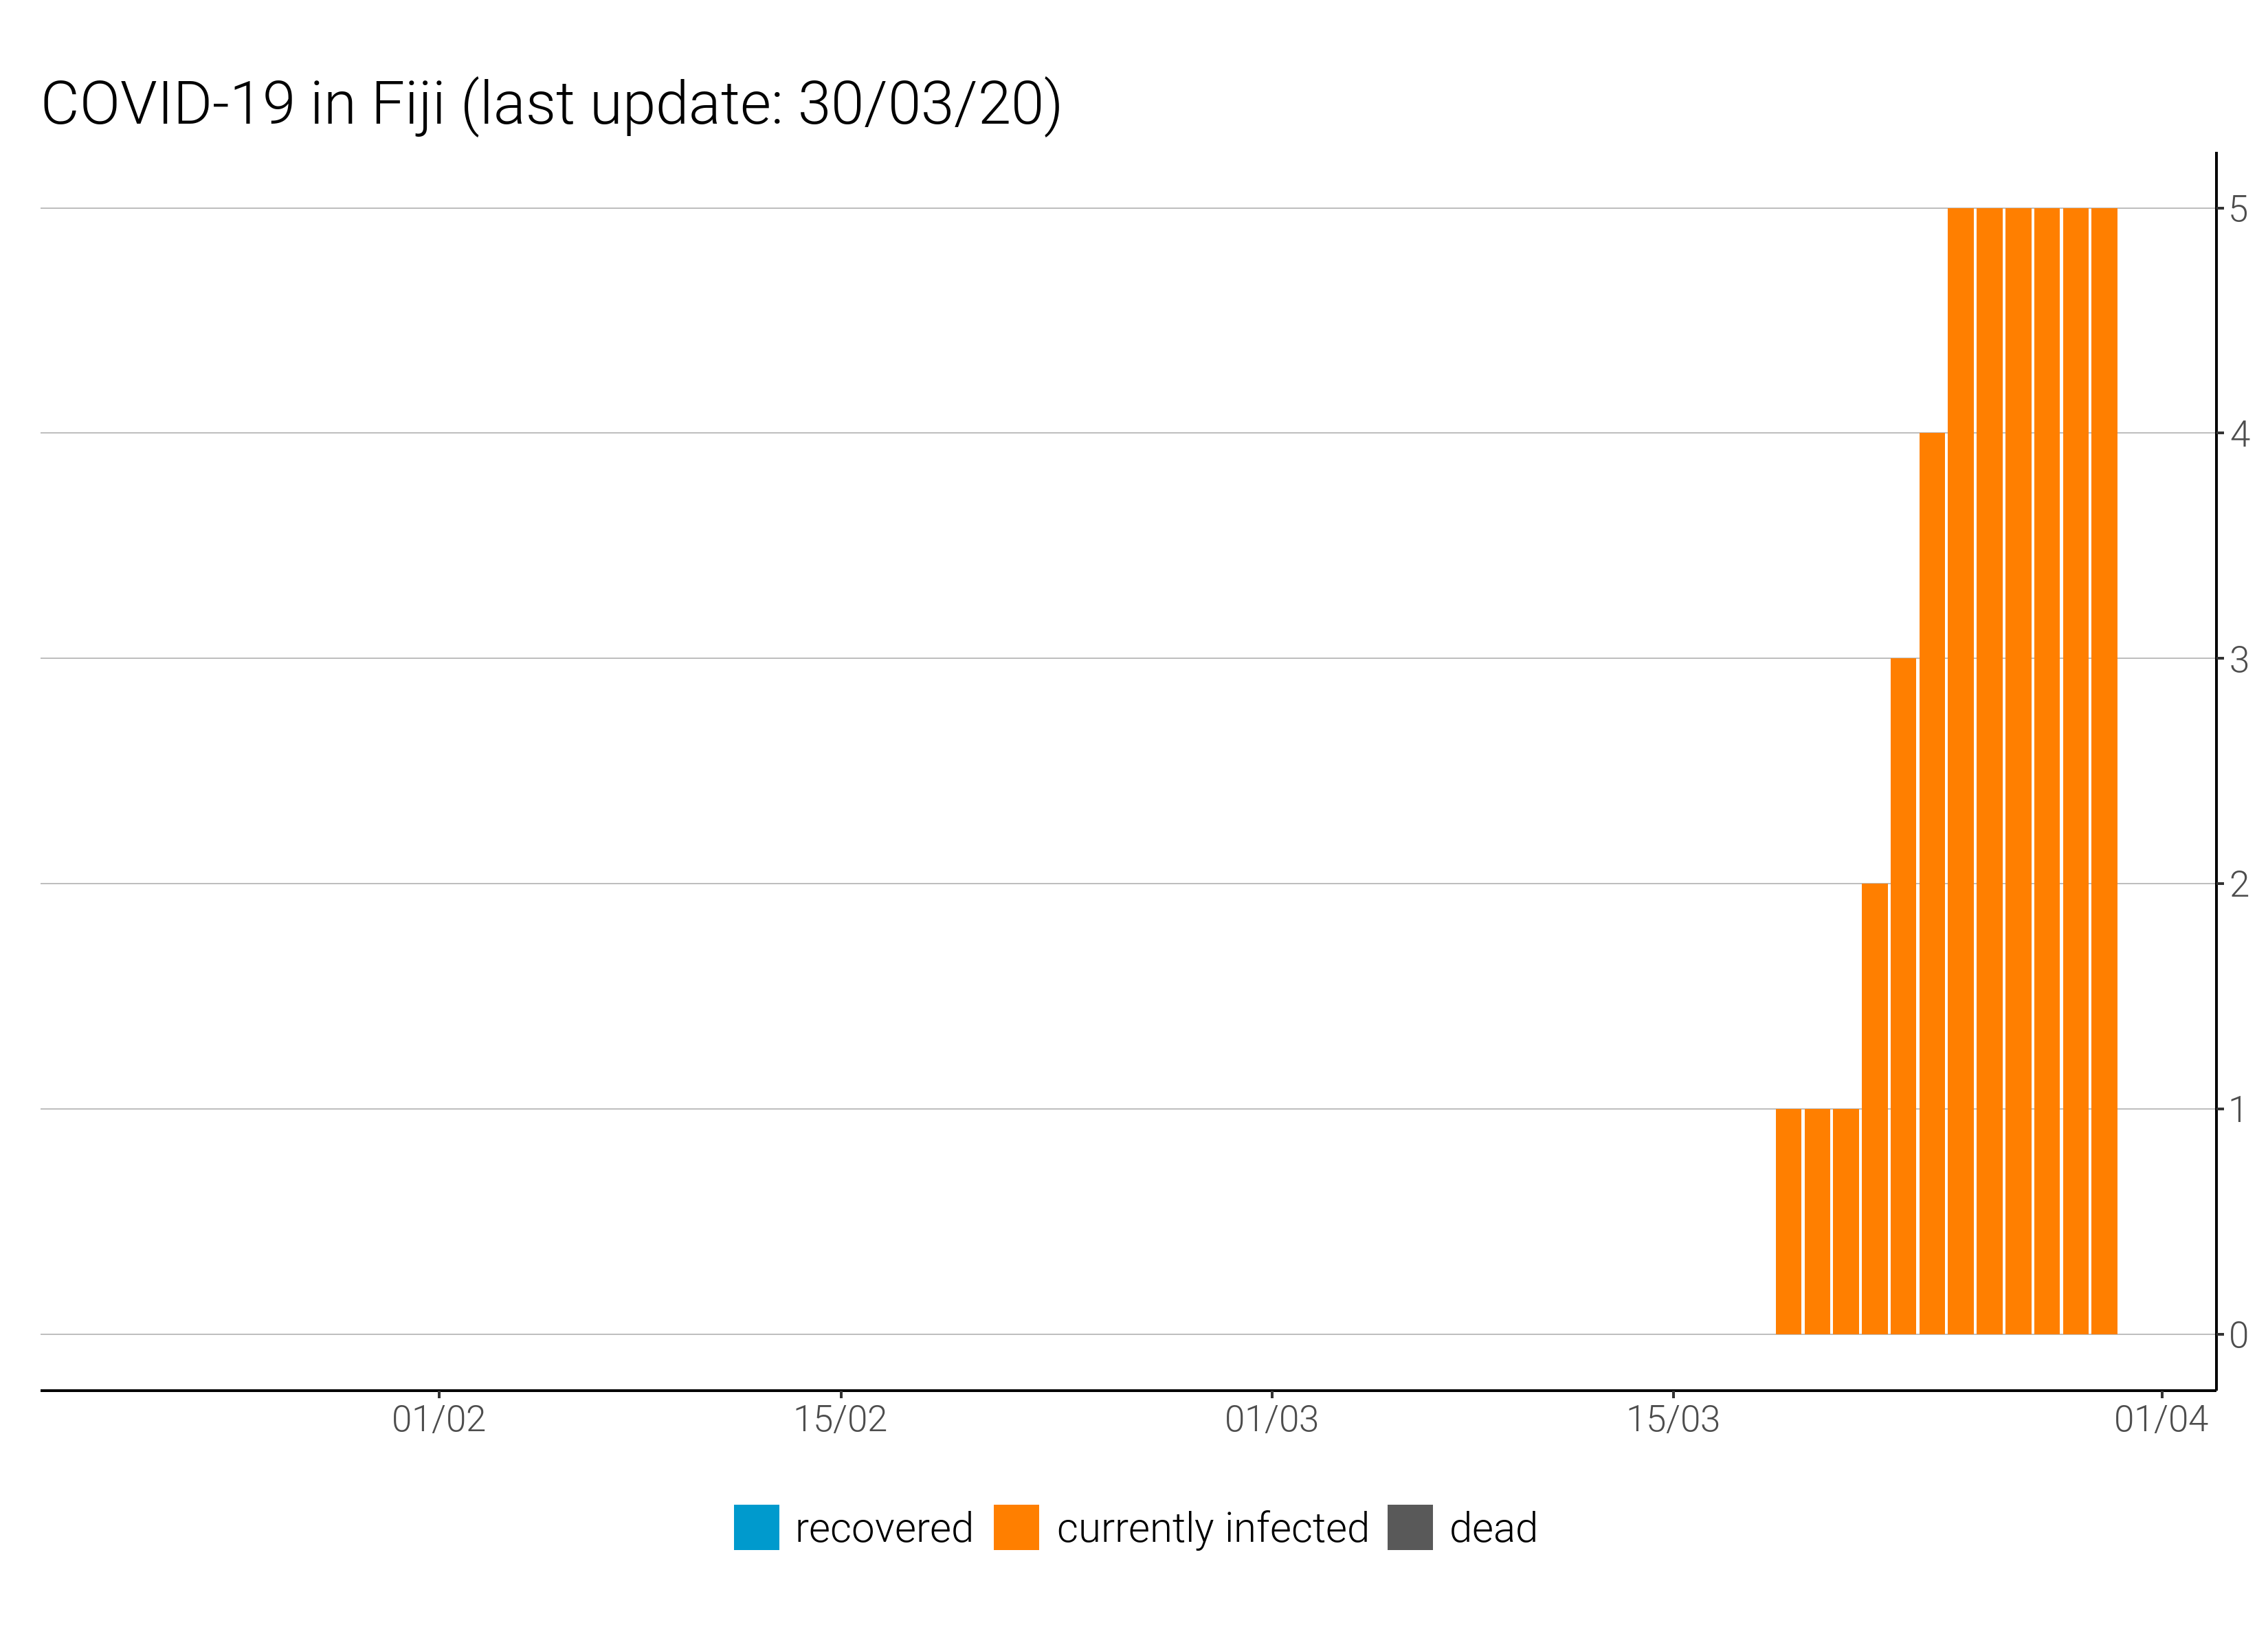 COVID-19 in Fiji (last update: 30/03/20)
5
4
3
2
1
0
01/02 15/02 01/03 15/03 01/04
recovered currently infected dead